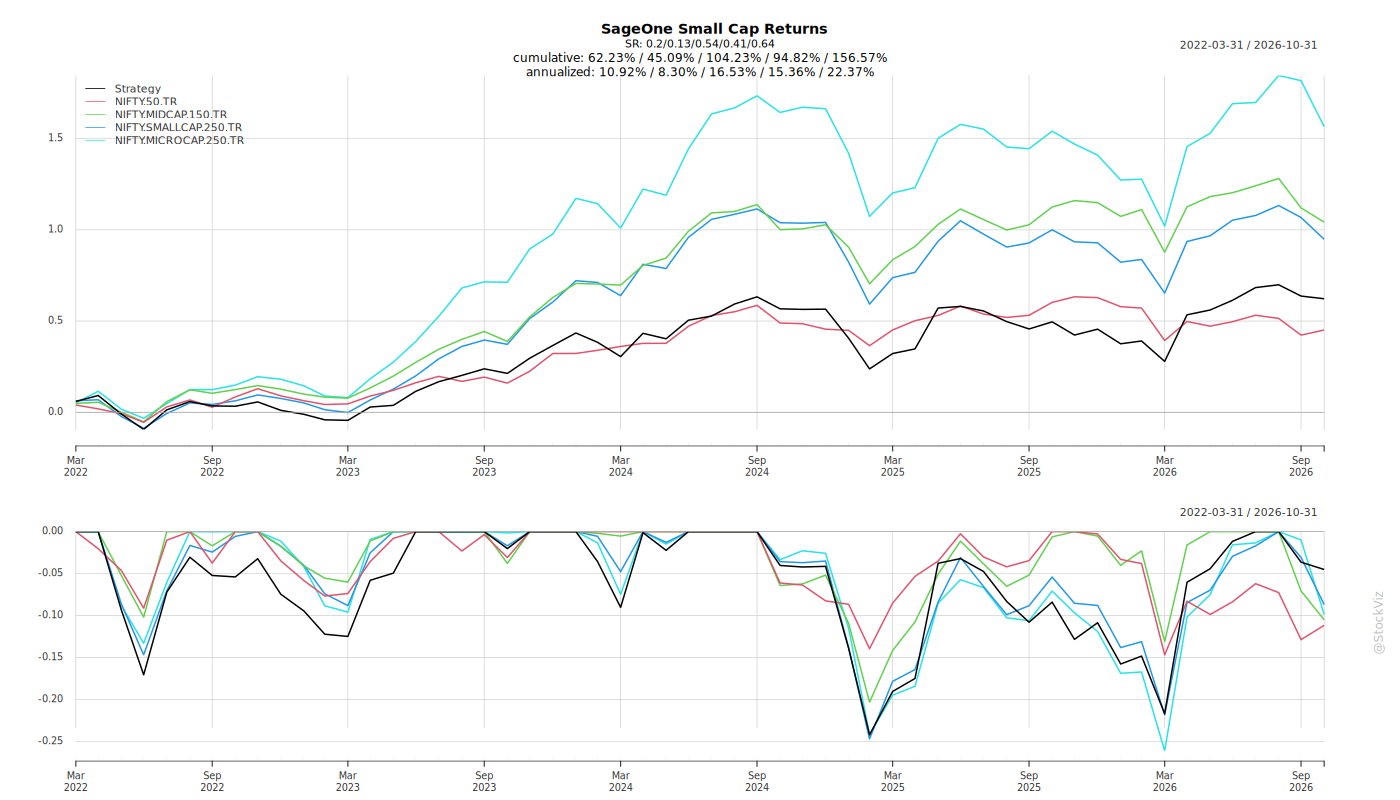 SageOne Small Cap Returns
SR: 0.2/0.13/0.54/0.41/0.64
cumulative: 62.23% / 45.09% / 104.23% / 94.82% / 156.57%
annualized: 10.92% / 8.30% / 16.53% / 15.36% / 22.37%
2022-03-31 / 2026-10-31
Strategy
NIFTY.50.TR
NIFTY.MIDCAP.150.TR
NIFTY.SMALLCAP.250.TR
NIFTY.MICROCAP.250.TR
1.5
1.0
0.5
0.0
Mar Sep Mar Sep Mar Sep Mar Sep Mar Sep
2022 2022 2023 2023 2024 2024 2025 2025 2026 2026
2022-03-31 / 2026-10-31
0.00
-0.05
-0.10
-0.15
-0.20
-0.25
Mar Sep Mar Sep Mar Sep Mar Sep Mar Sep
2022 2022 2023 2023 2024 2024 2025 2025 2026 2026
@StockViz